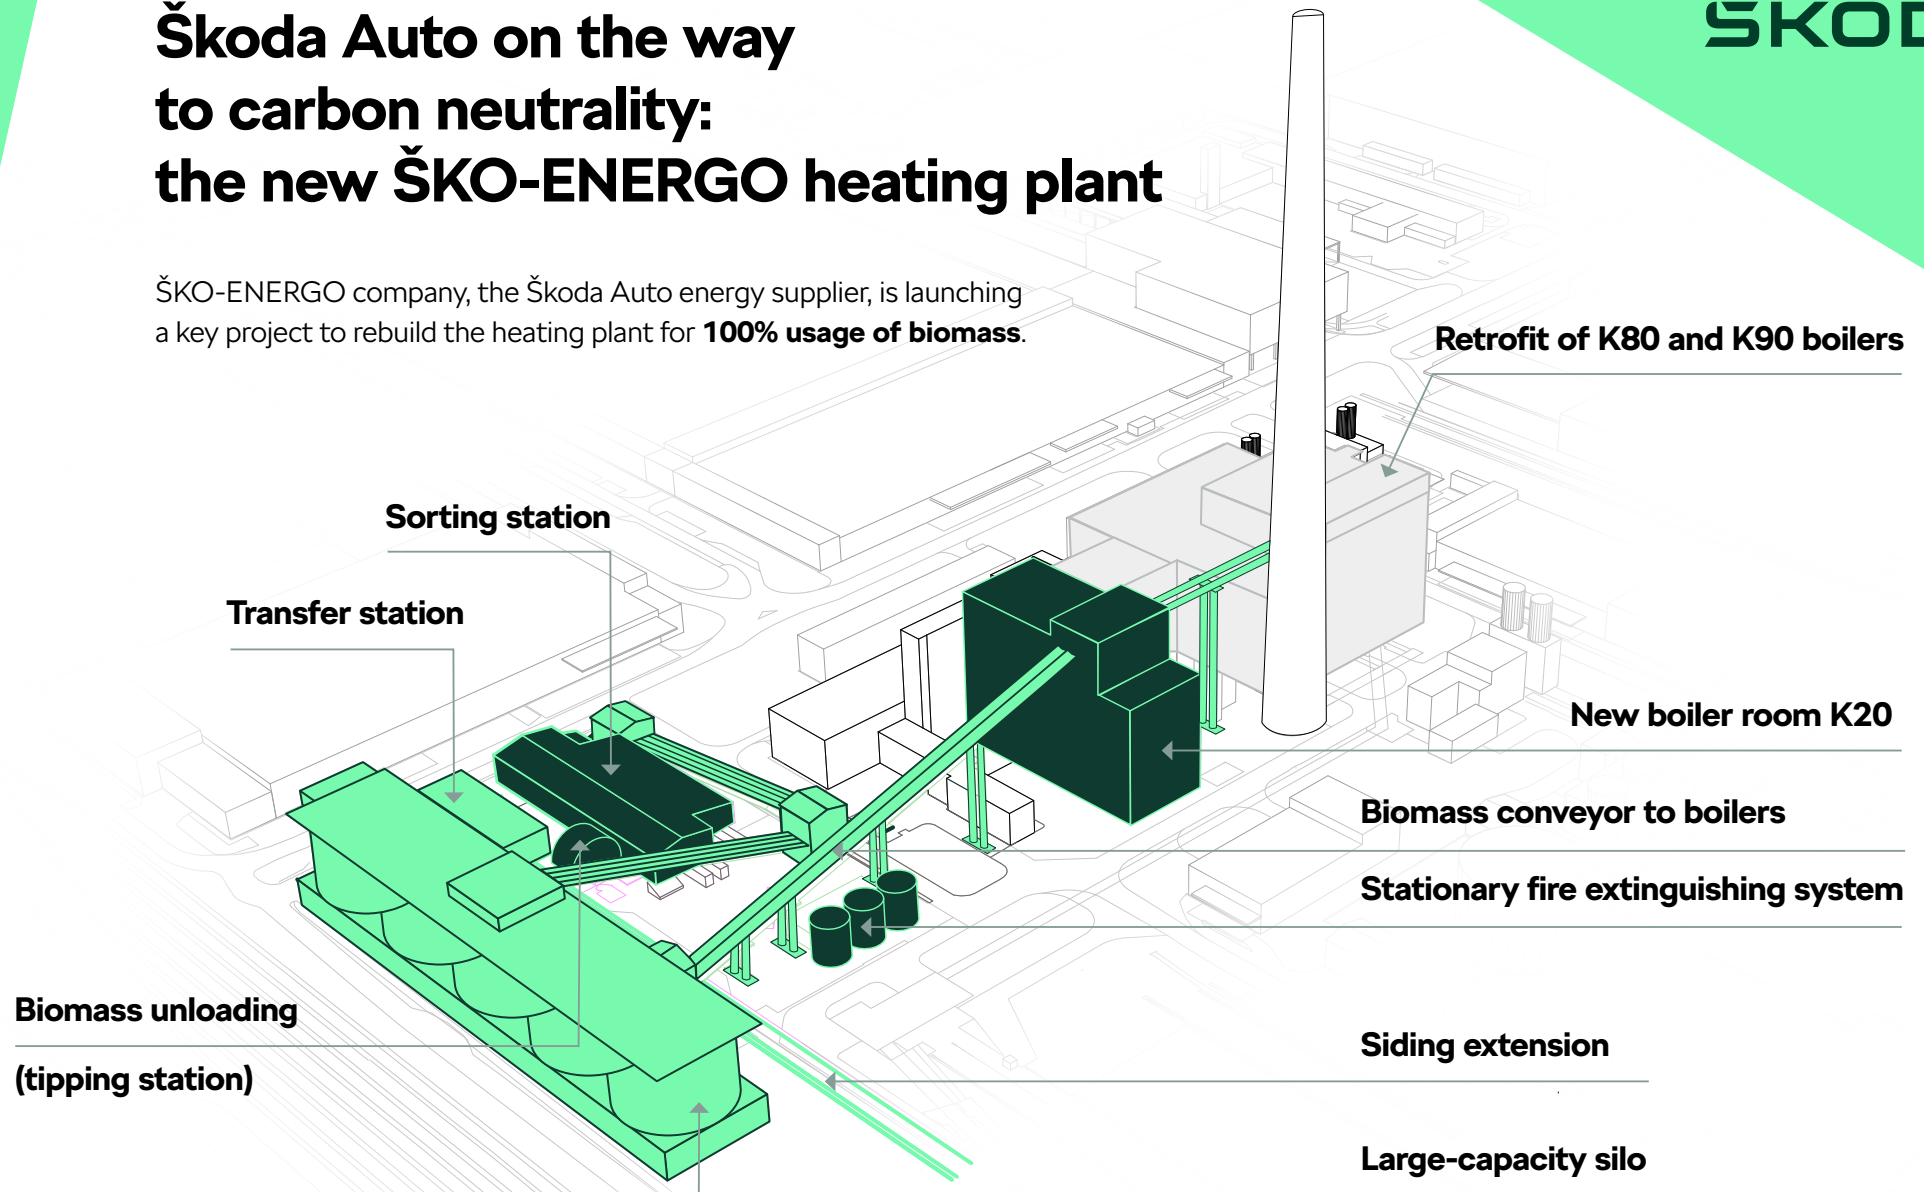 Škoda Auto on the way
to carbon neutrality:
the new ŠKO-ENERGO heating plant
ŠKODA
ŠKO-ENERGO company, the Škoda Auto energy supplier, is launching
a key project to rebuild the heating plant for 100% usage of biomass.
Retrofit of K80 and K90 boilers
Sorting station
Transfer station
New boiler room K20
Biomass conveyor to boilers
Stationary fire extinguishing system
Biomass unloading
(tipping station)
Siding extension
Large-capacity silo